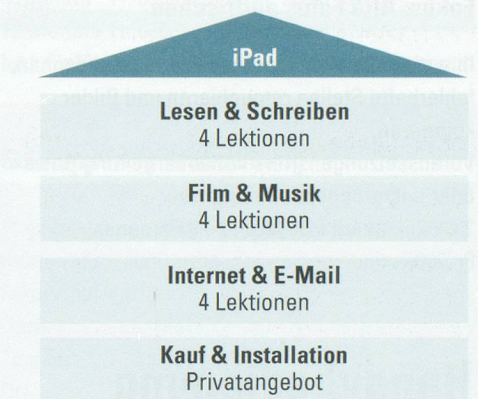 iPad
Lesen & Schreiben
4 Lektionen
Film & Musik
4 Lektionen
Internet & E-Mail
4 Lektionen
Kauf & Installation
Privatangebot